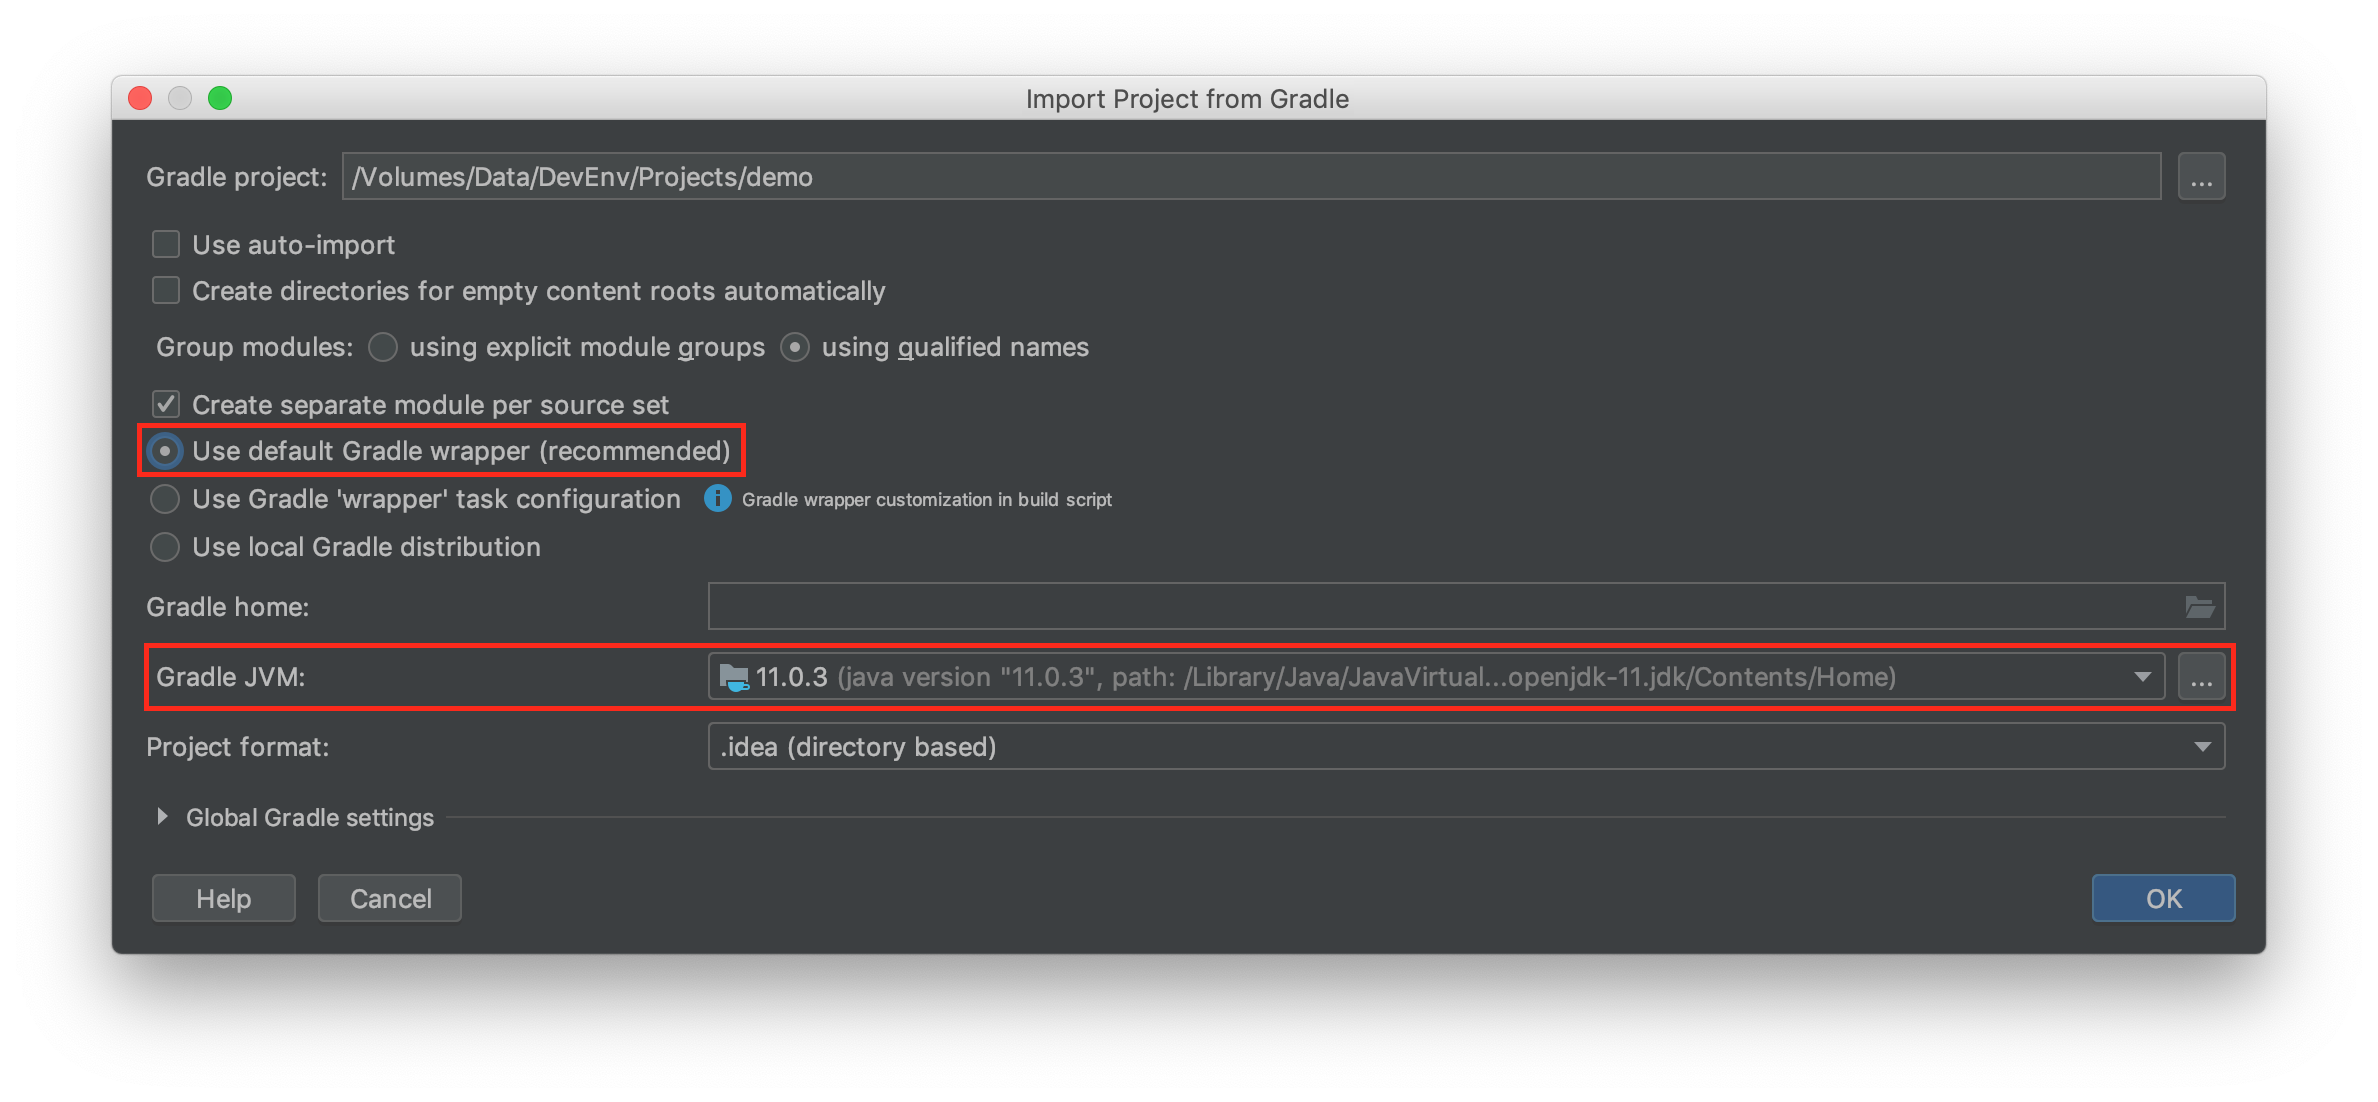 Import Project from Gradle
Gradle project: /Volumes/Data/DevEnv/Projects/demo ...
Use auto-import
Create directories for empty content roots automatically
Group modules: using explicit module groups using qualified names
Create separate module per source set
Use default Gradle wrapper (recommended)
Use Gradle 'wrapper' task configuration Gradle wrapper customization in build script
Use local Gradle distribution
Gradle home:
Gradle JVM: 11.0.3 (java version "11.0.3", path: /Library/Java/JavaVirtual...openjdk-11.jdk/Contents/Home) ...
Project format: .idea (directory based)
Global Gradle settings
Help Cancel OK